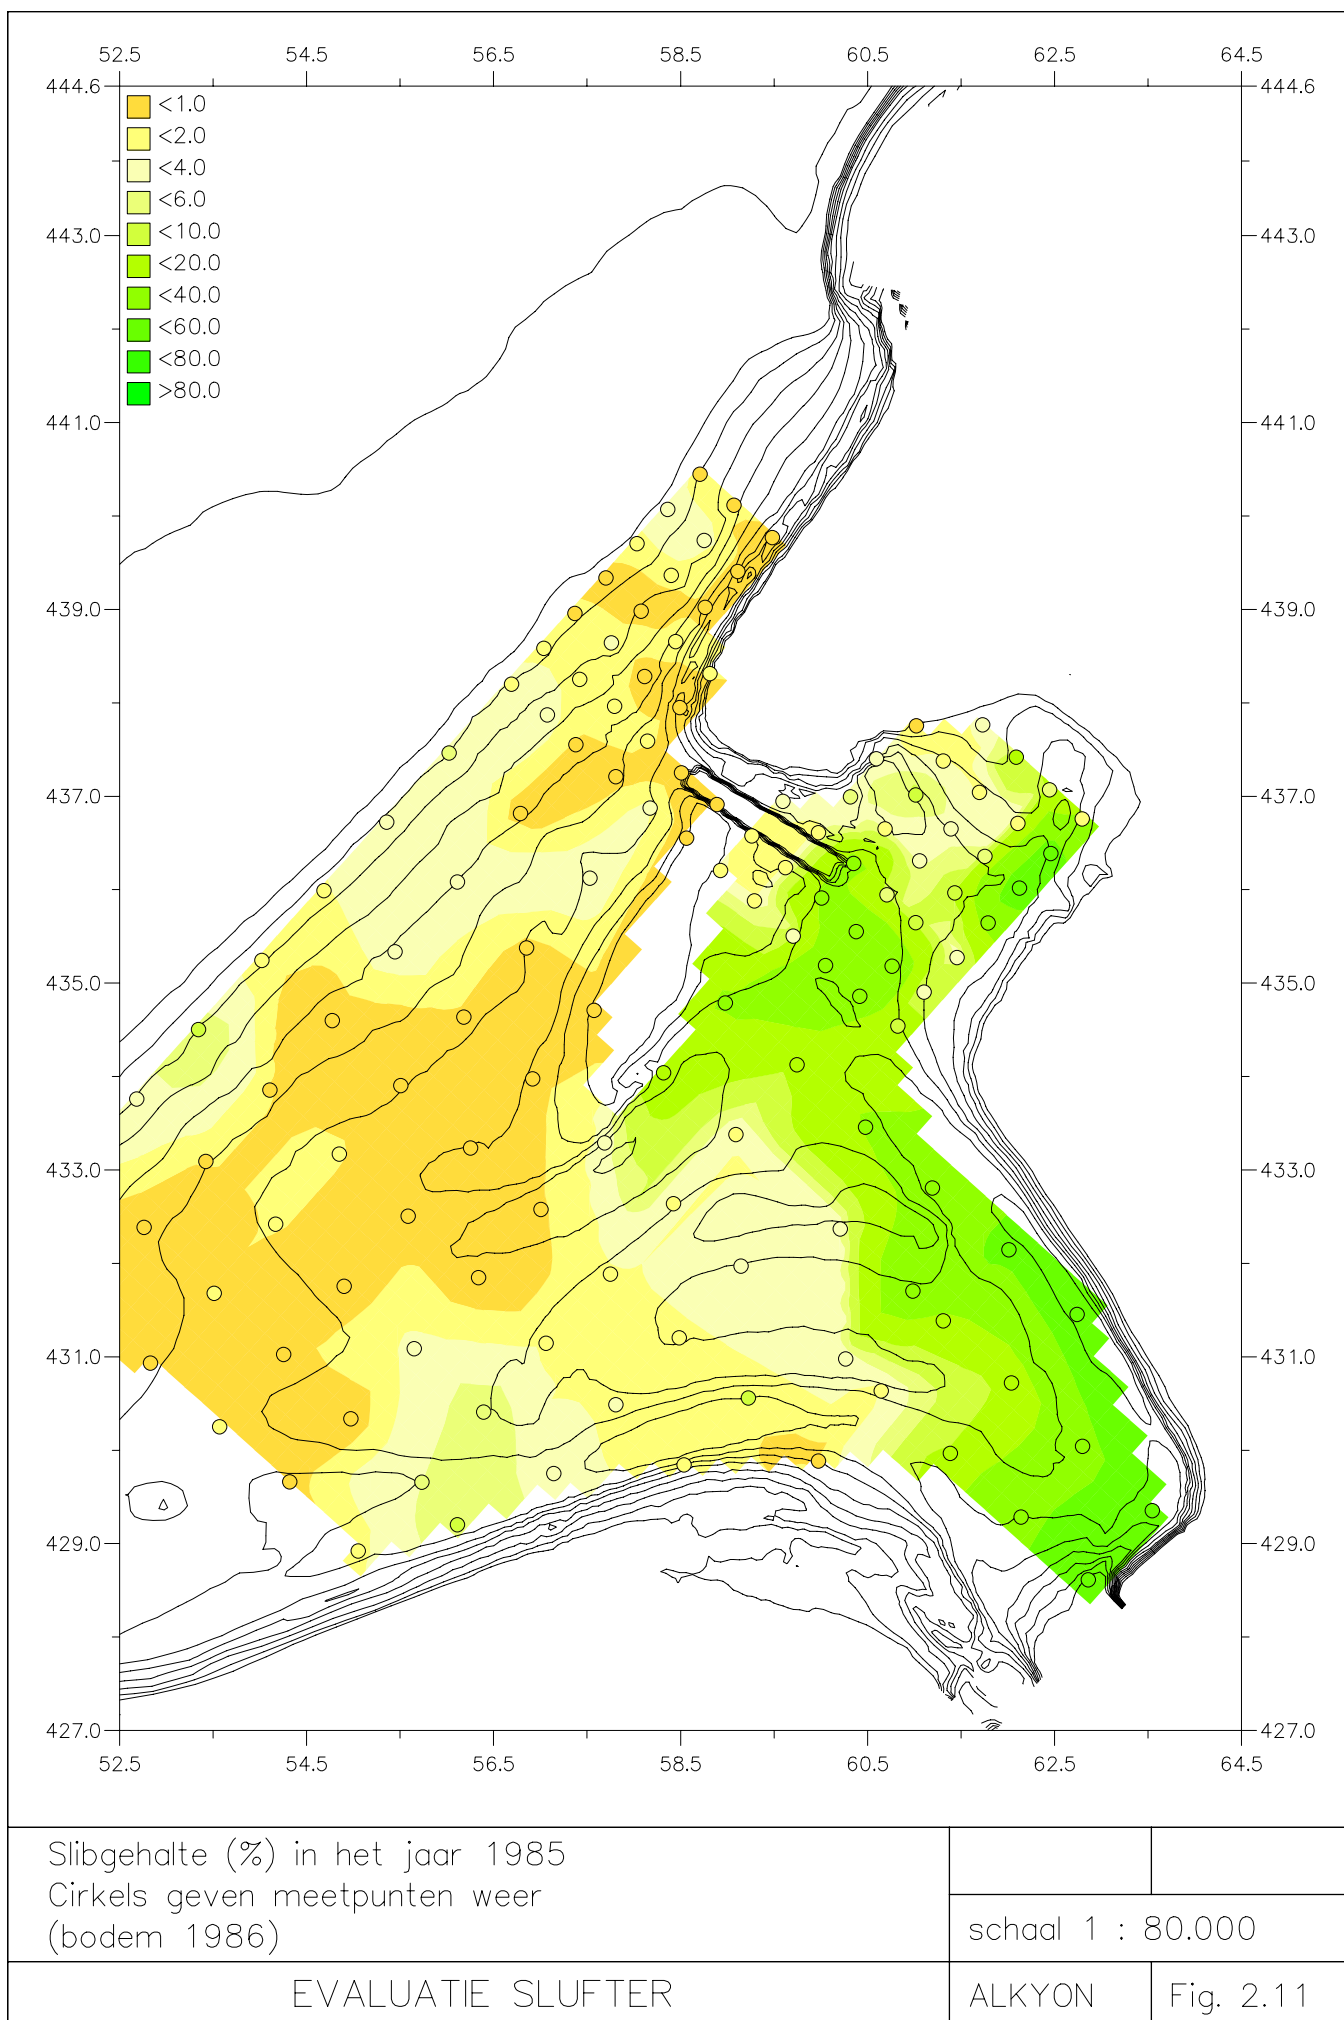 52.5 54.5 56.5 58.5 60.5 62.5 64.5
444.6 444.6
<1.0
<2.0
<4.0
<6.0
443.0 443.0
<10.0
<20.0
<40.0
<60.0
<80.0
>80.0
441.0 441.0
439.0 439.0
437.0 437.0
435.0 435.0
433.0 433.0
431.0 431.0
429.0 429.0
427.0 427.0
52.5 54.5 56.5 58.5 60.5 62.5 64.5
Slibgehalte (%) in het jaar 1985
Cirkels geven meetpunten weer
(bodem 1986)
schaal 1 : 80.000
EVALUATIE SLUFTER
ALKYON
Fig. 2.11